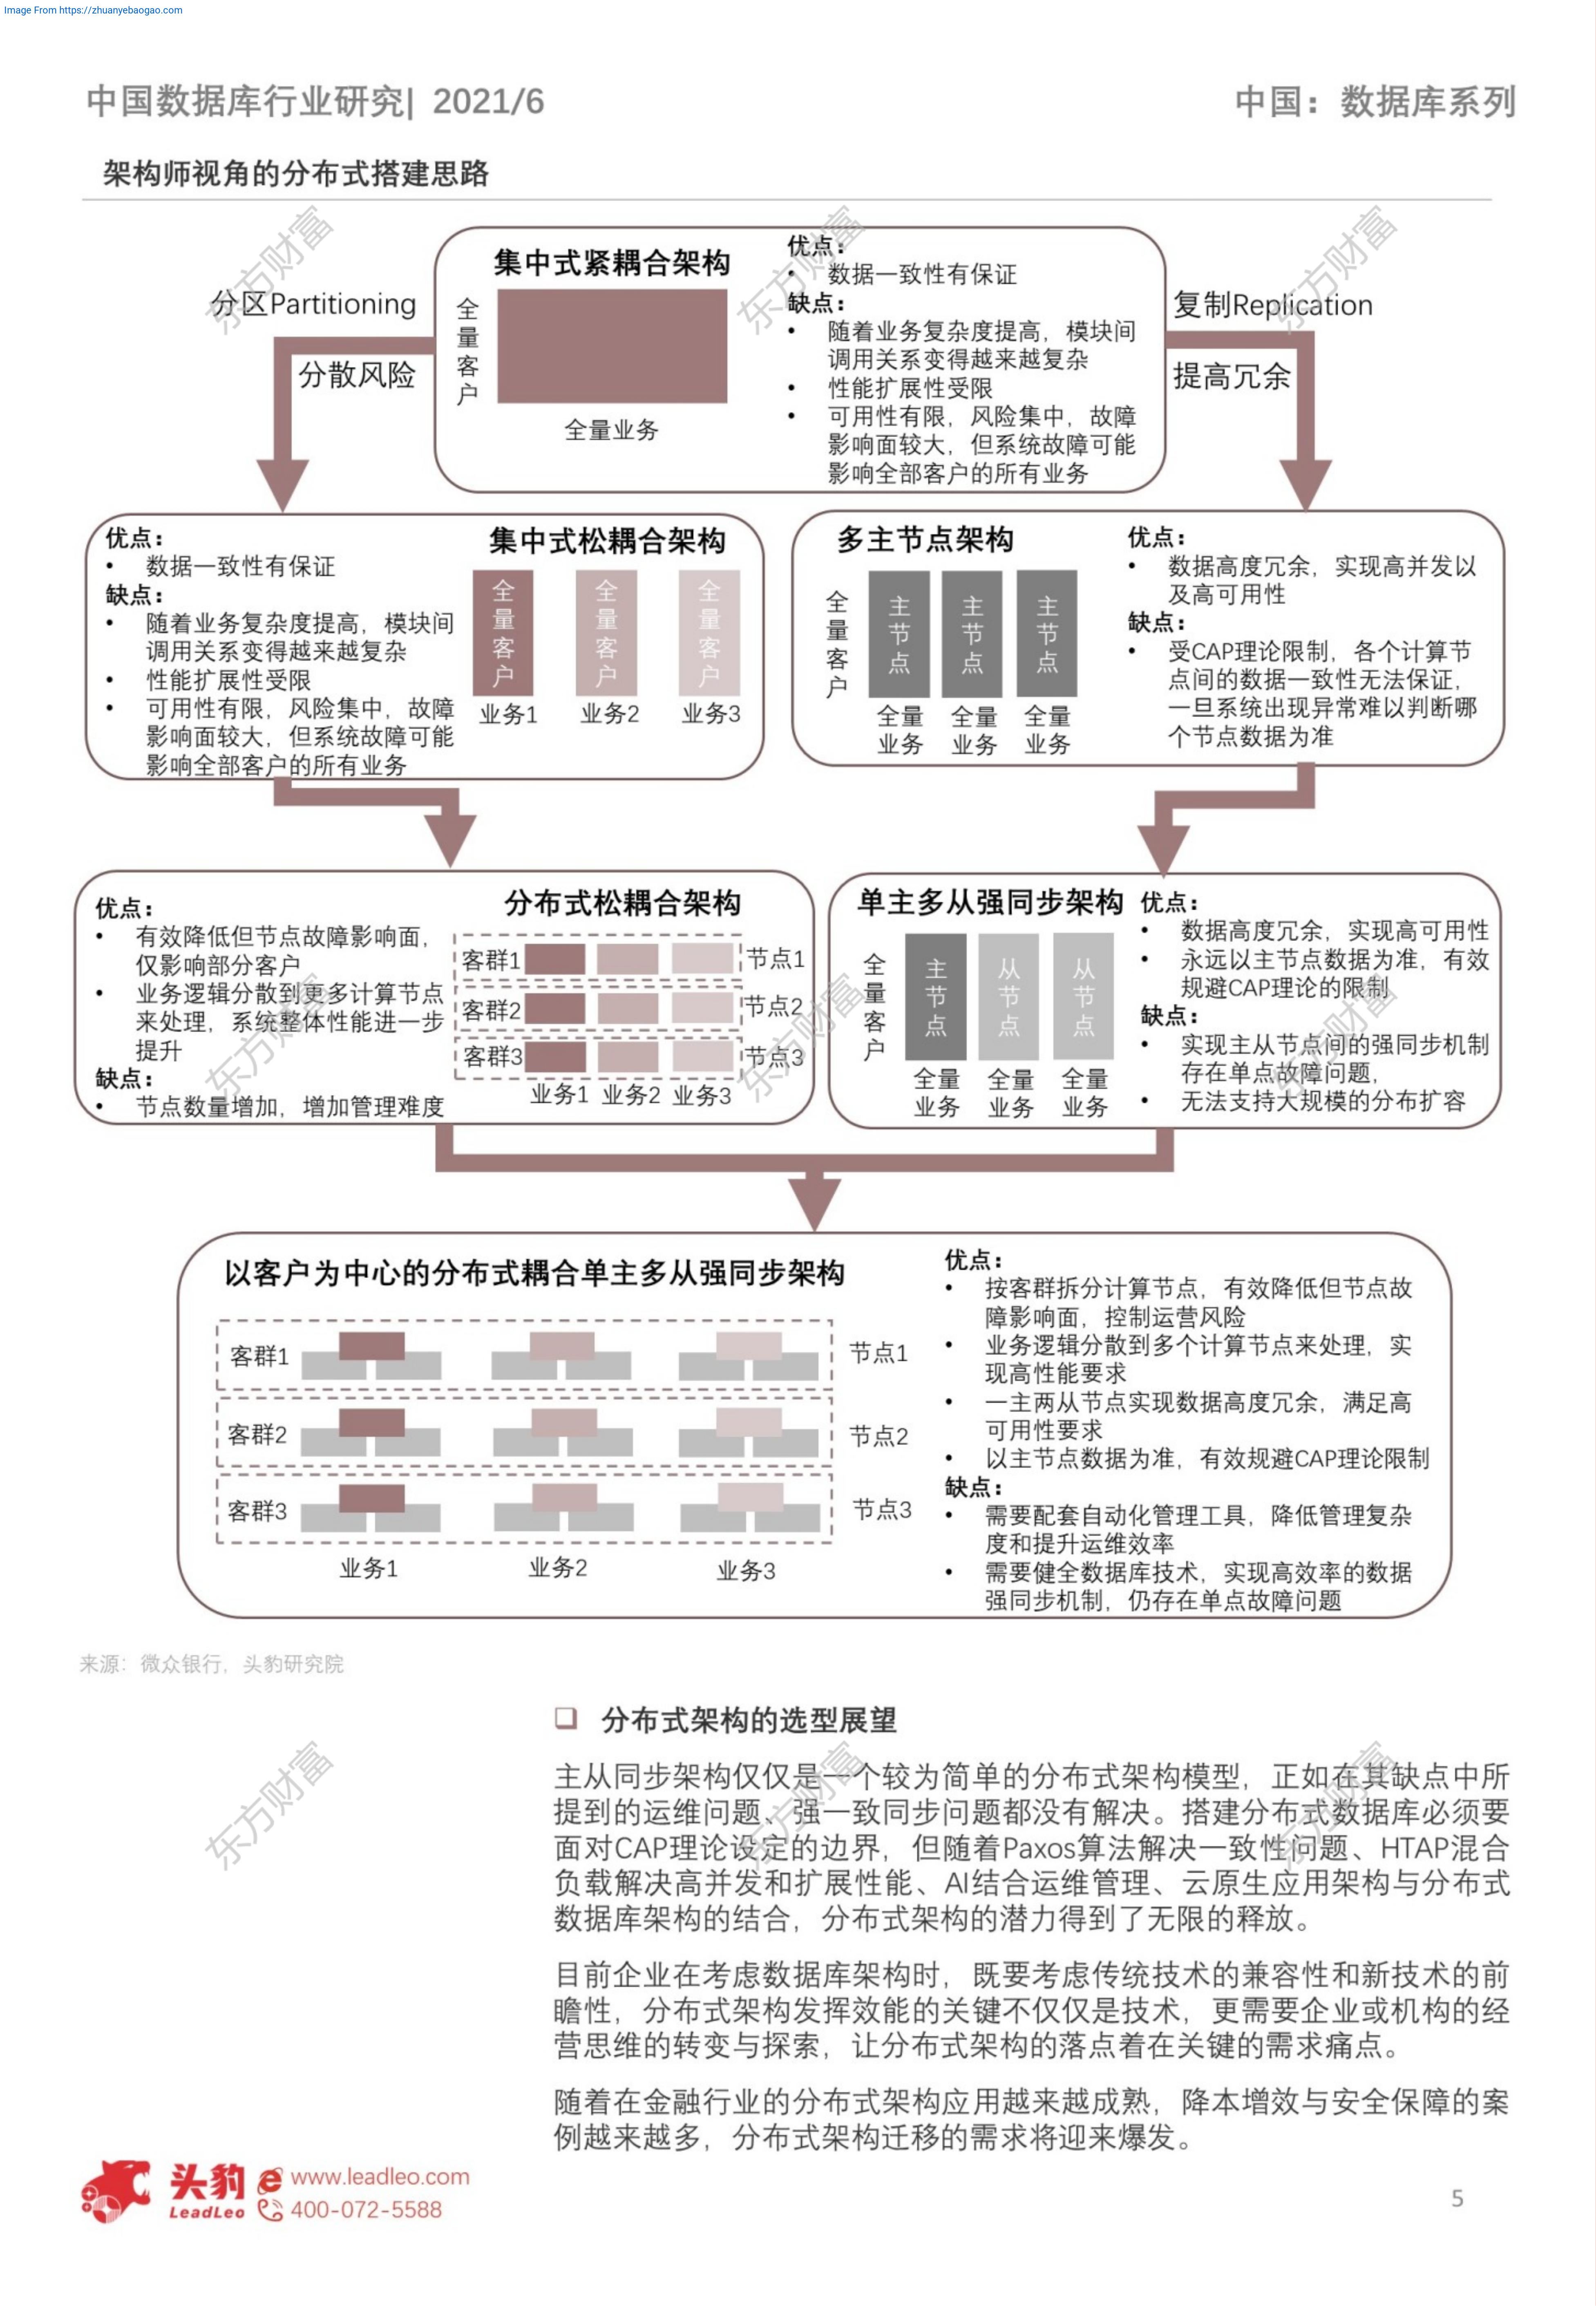 Image From https://zhuanyebaogao.com
中国数据库行业研究| 2021/6
中国：数据库系列
架构师视角的分布式搭建思路
分区Partitioning
分散风险
集中式紧耦合架构
全量客户
全量业务
优点：
• 数据一致性有保证
缺点：
• 随着业务复杂度提高，模块间
调用关系变得越来越复杂
• 性能扩展性受限
• 可用性有限，风险集中，故障
影响面较大，但系统故障可能
影响全部客户的所有业务
复制Replication
提高冗余
优点：
• 数据一致性有保证
缺点：
• 随着业务复杂度提高，模块间
调用关系变得越来越复杂
• 性能扩展性受限
• 可用性有限，风险集中，故障
影响面较大，但系统故障可能
影响全部客户的所有业务
集中式松耦合架构
全量客户 全量客户 全量客户
业务1 业务2 业务3
多主节点架构
全量客户
主节点 主节点 主节点
全量 全量 全量
业务 业务 业务
优点：
• 数据高度冗余，实现高并发以
及高可用性
缺点：
• 受CAP理论限制，各个计算节
点间的数据一致性无法保证，
一旦系统出现异常难以判断哪
个节点数据为准
优点：
• 有效降低但节点故障影响面，
仅影响部分客户
• 业务逻辑分散到更多计算节点
来处理，系统整体性能进一步
提升
缺点：
• 节点数量增加，增加管理难度
分布式松耦合架构
客群1 节点1
客群2 节点2
客群3 节点3
业务1 业务2 业务3
单主多从强同步架构
全量客户
主节点 从节点 从节点
全量 全量 全量
业务 业务 业务
优点：
• 数据高度冗余，实现高可用性
• 永远以主节点数据为准，有效
规避CAP理论的限制
缺点：
• 实现主从节点间的强同步机制
存在单点故障问题，
• 无法支持大规模的分布扩容
以客户为中心的分布式耦合单主多从强同步架构
客群1 节点1
客群2 节点2
客群3 节点3
业务1 业务2 业务3
优点：
• 按客群拆分计算节点，有效降低但节点故
障影响面，控制运营风险
• 业务逻辑分散到多个计算节点来处理，实
现高性能要求
• 一主两从节点实现数据高度冗余，满足高
可用性要求
• 以主节点数据为准，有效规避CAP理论限制
缺点：
• 需要配套自动化管理工具，降低管理复杂
度和提升运维效率
• 需要健全数据库技术，实现高效率的数据
强同步机制，仍存在单点故障问题
来源：微众银行，头豹研究院
❑ 分布式架构的选型展望
主从同步架构仅仅是一个较为简单的分布式架构模型，正如在其缺点中所
提到的运维问题、强一致同步问题都没有解决。搭建分布式数据库必须要
面对CAP理论设定的边界，但随着Paxos算法解决一致性问题、HTAP混合
负载解决高并发和扩展性能、AI结合运维管理、云原生应用架构与分布式
数据库架构的结合，分布式架构的潜力得到了无限的释放。
目前企业在考虑数据库架构时，既要考虑传统技术的兼容性和新技术的前
瞻性，分布式架构发挥效能的关键不仅仅是技术，更需要企业或机构的经
营思维的转变与探索，让分布式架构的落点着在关键的需求痛点。
随着在金融行业的分布式架构应用越来越成熟，降本增效与安全保障的案
例越来越多，分布式架构迁移的需求将迎来爆发。
头豹
LeadLeo
www.leadleo.com
400-072-5588
5
东方财富
东方财富
东方财富
东方财富
东方财富
东方财富
东方财富
东方财富
东方财富